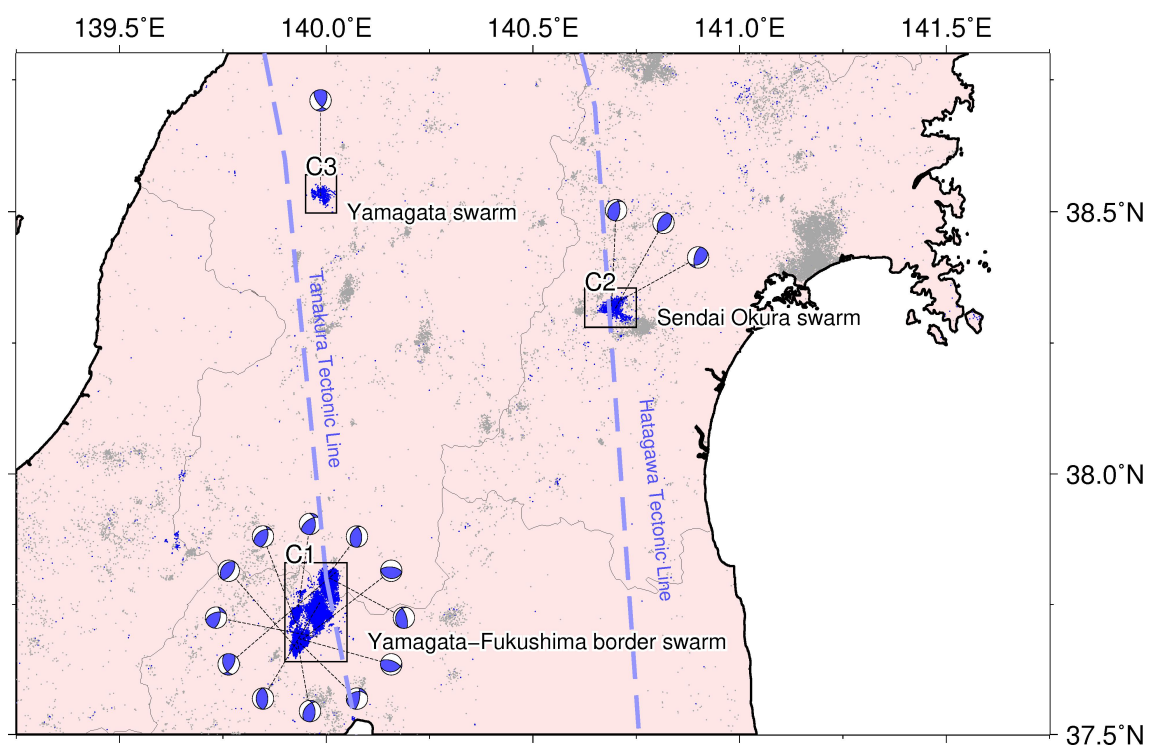 139.5˚E 140.0˚E 140.5˚E 141.0˚E 141.5˚E
C3
Yamagata swarm
38.5˚N
C2
Sendai Okura swarm
Tanakura Tectonic Line
Hatagawa Tectonic Line
38.0˚N
C1
Yamagata−Fukushima border swarm
37.5˚N